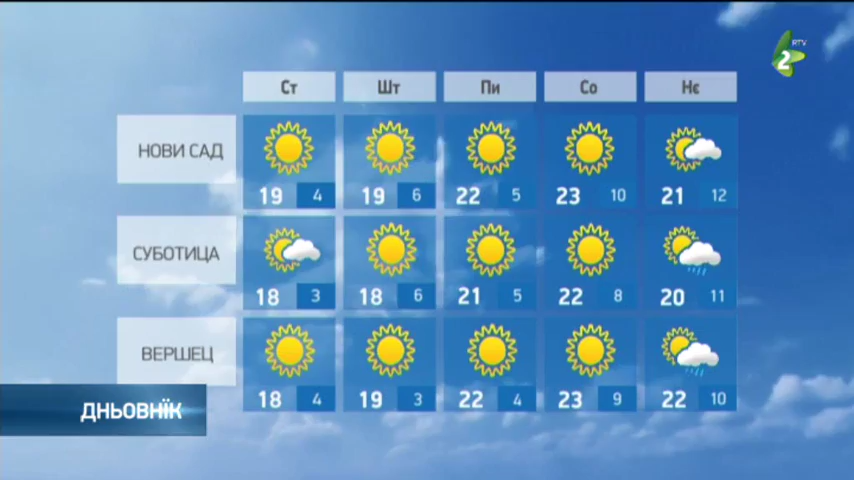 RTV
2
Ст Шт Пи Со Нє
НОВИ САД
19 4 19 6 22 5 23 10 21 12
СУБОТИЦА
18 3 18 6 21 5 22 8 20 11
ВЕРШЕЦ
18 4 19 3 22 4 23 9 22 10
ДНЬОВНЇК